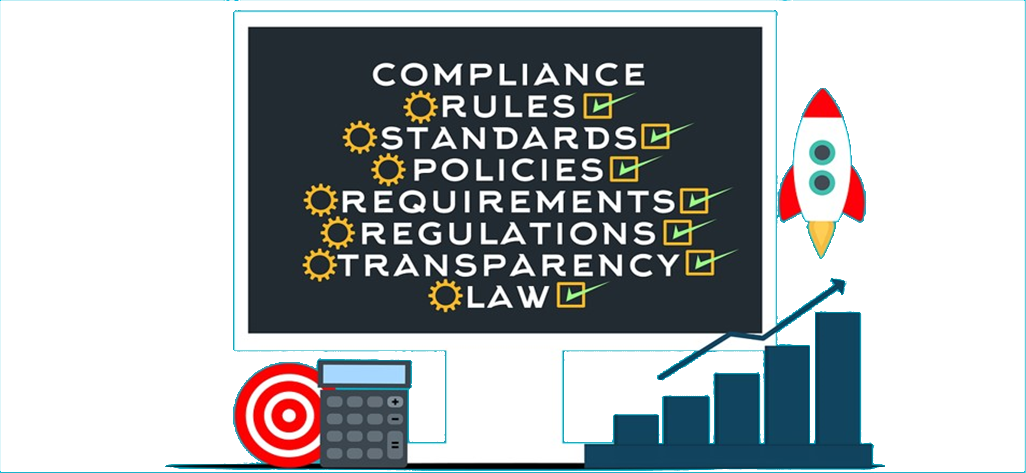 COMPLIANCE
RULES
STANDARDS
POLICIES
REQUIREMENTS
REGULATIONS
TRANSPARENCY
LAW
+
−
=